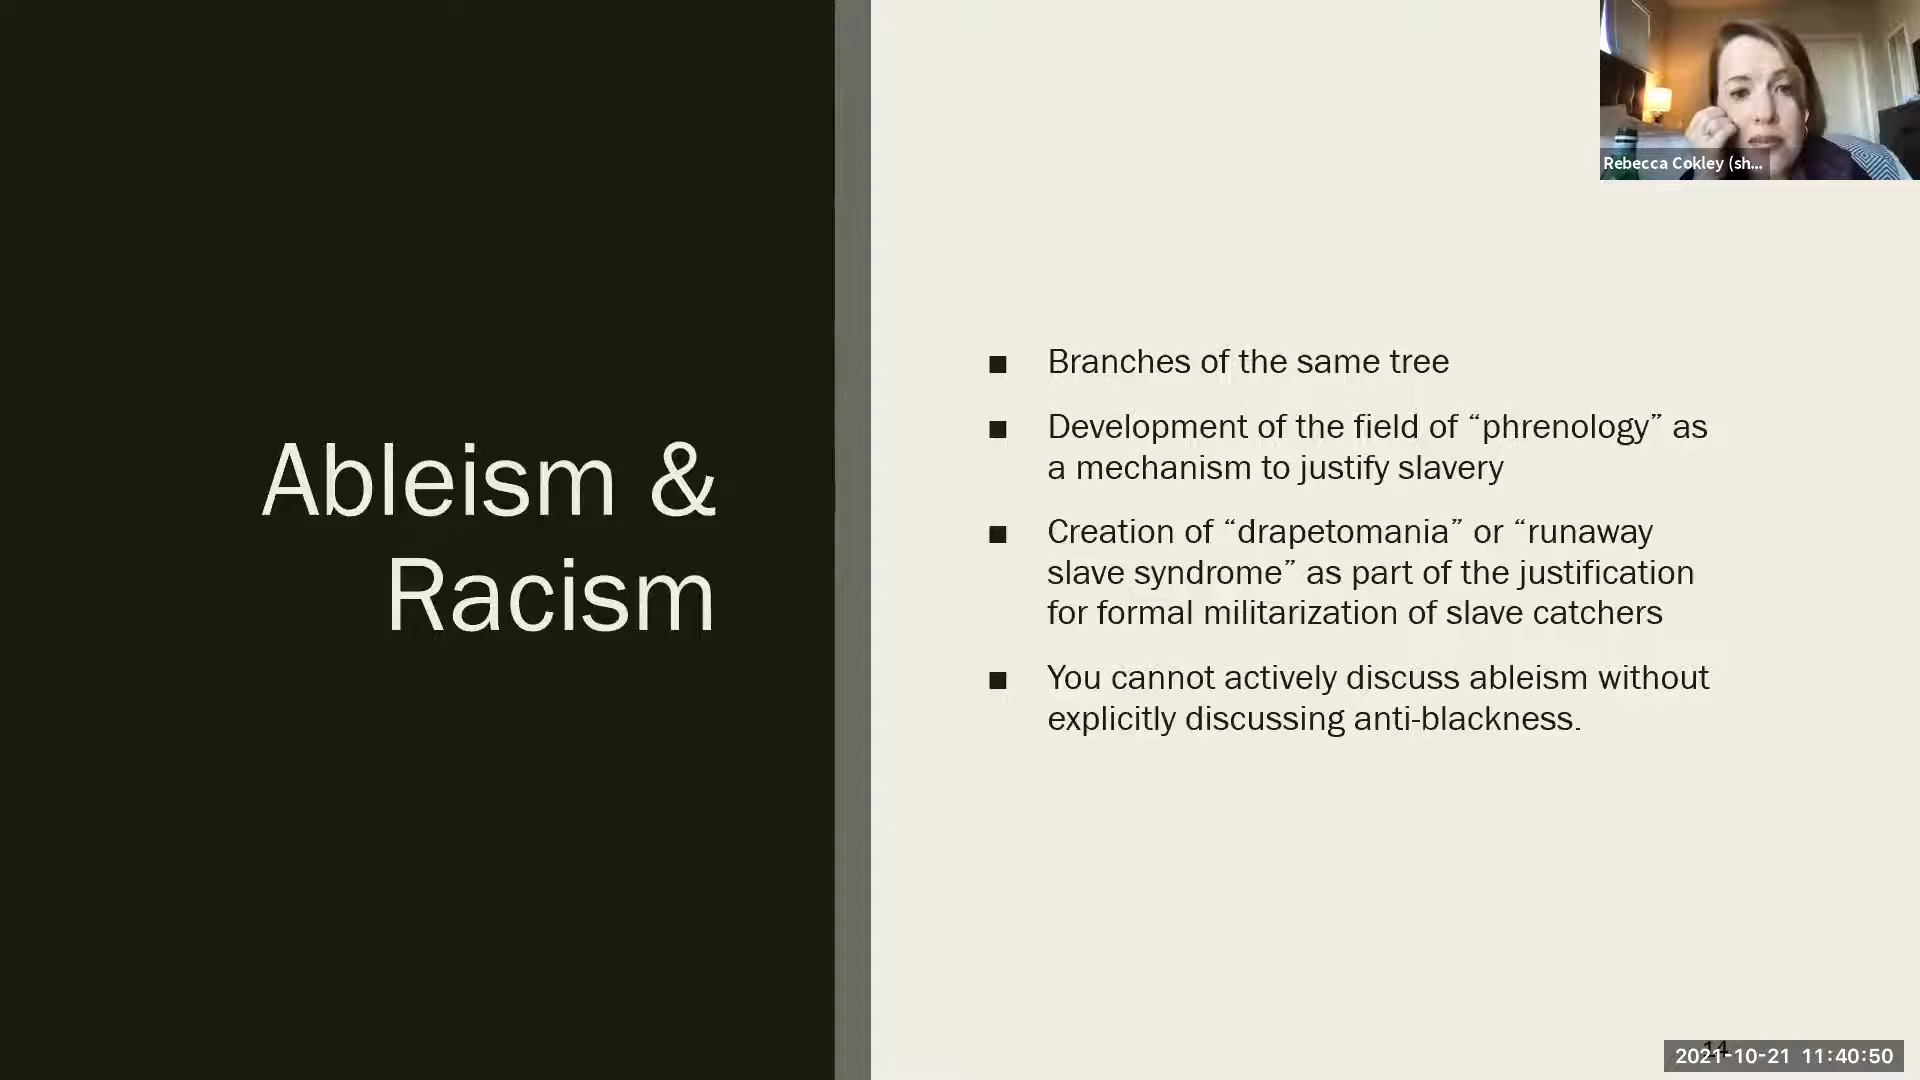 Rebecca Cokley (sh...
Ableism &
Racism
■ Branches of the same tree
■ Development of the field of “phrenology” as
a mechanism to justify slavery
■ Creation of “drapetomania” or “runaway
slave syndrome” as part of the justification
for formal militarization of slave catchers
■ You cannot actively discuss ableism without
explicitly discussing anti-blackness.
14
2021-10-21 11:40:50